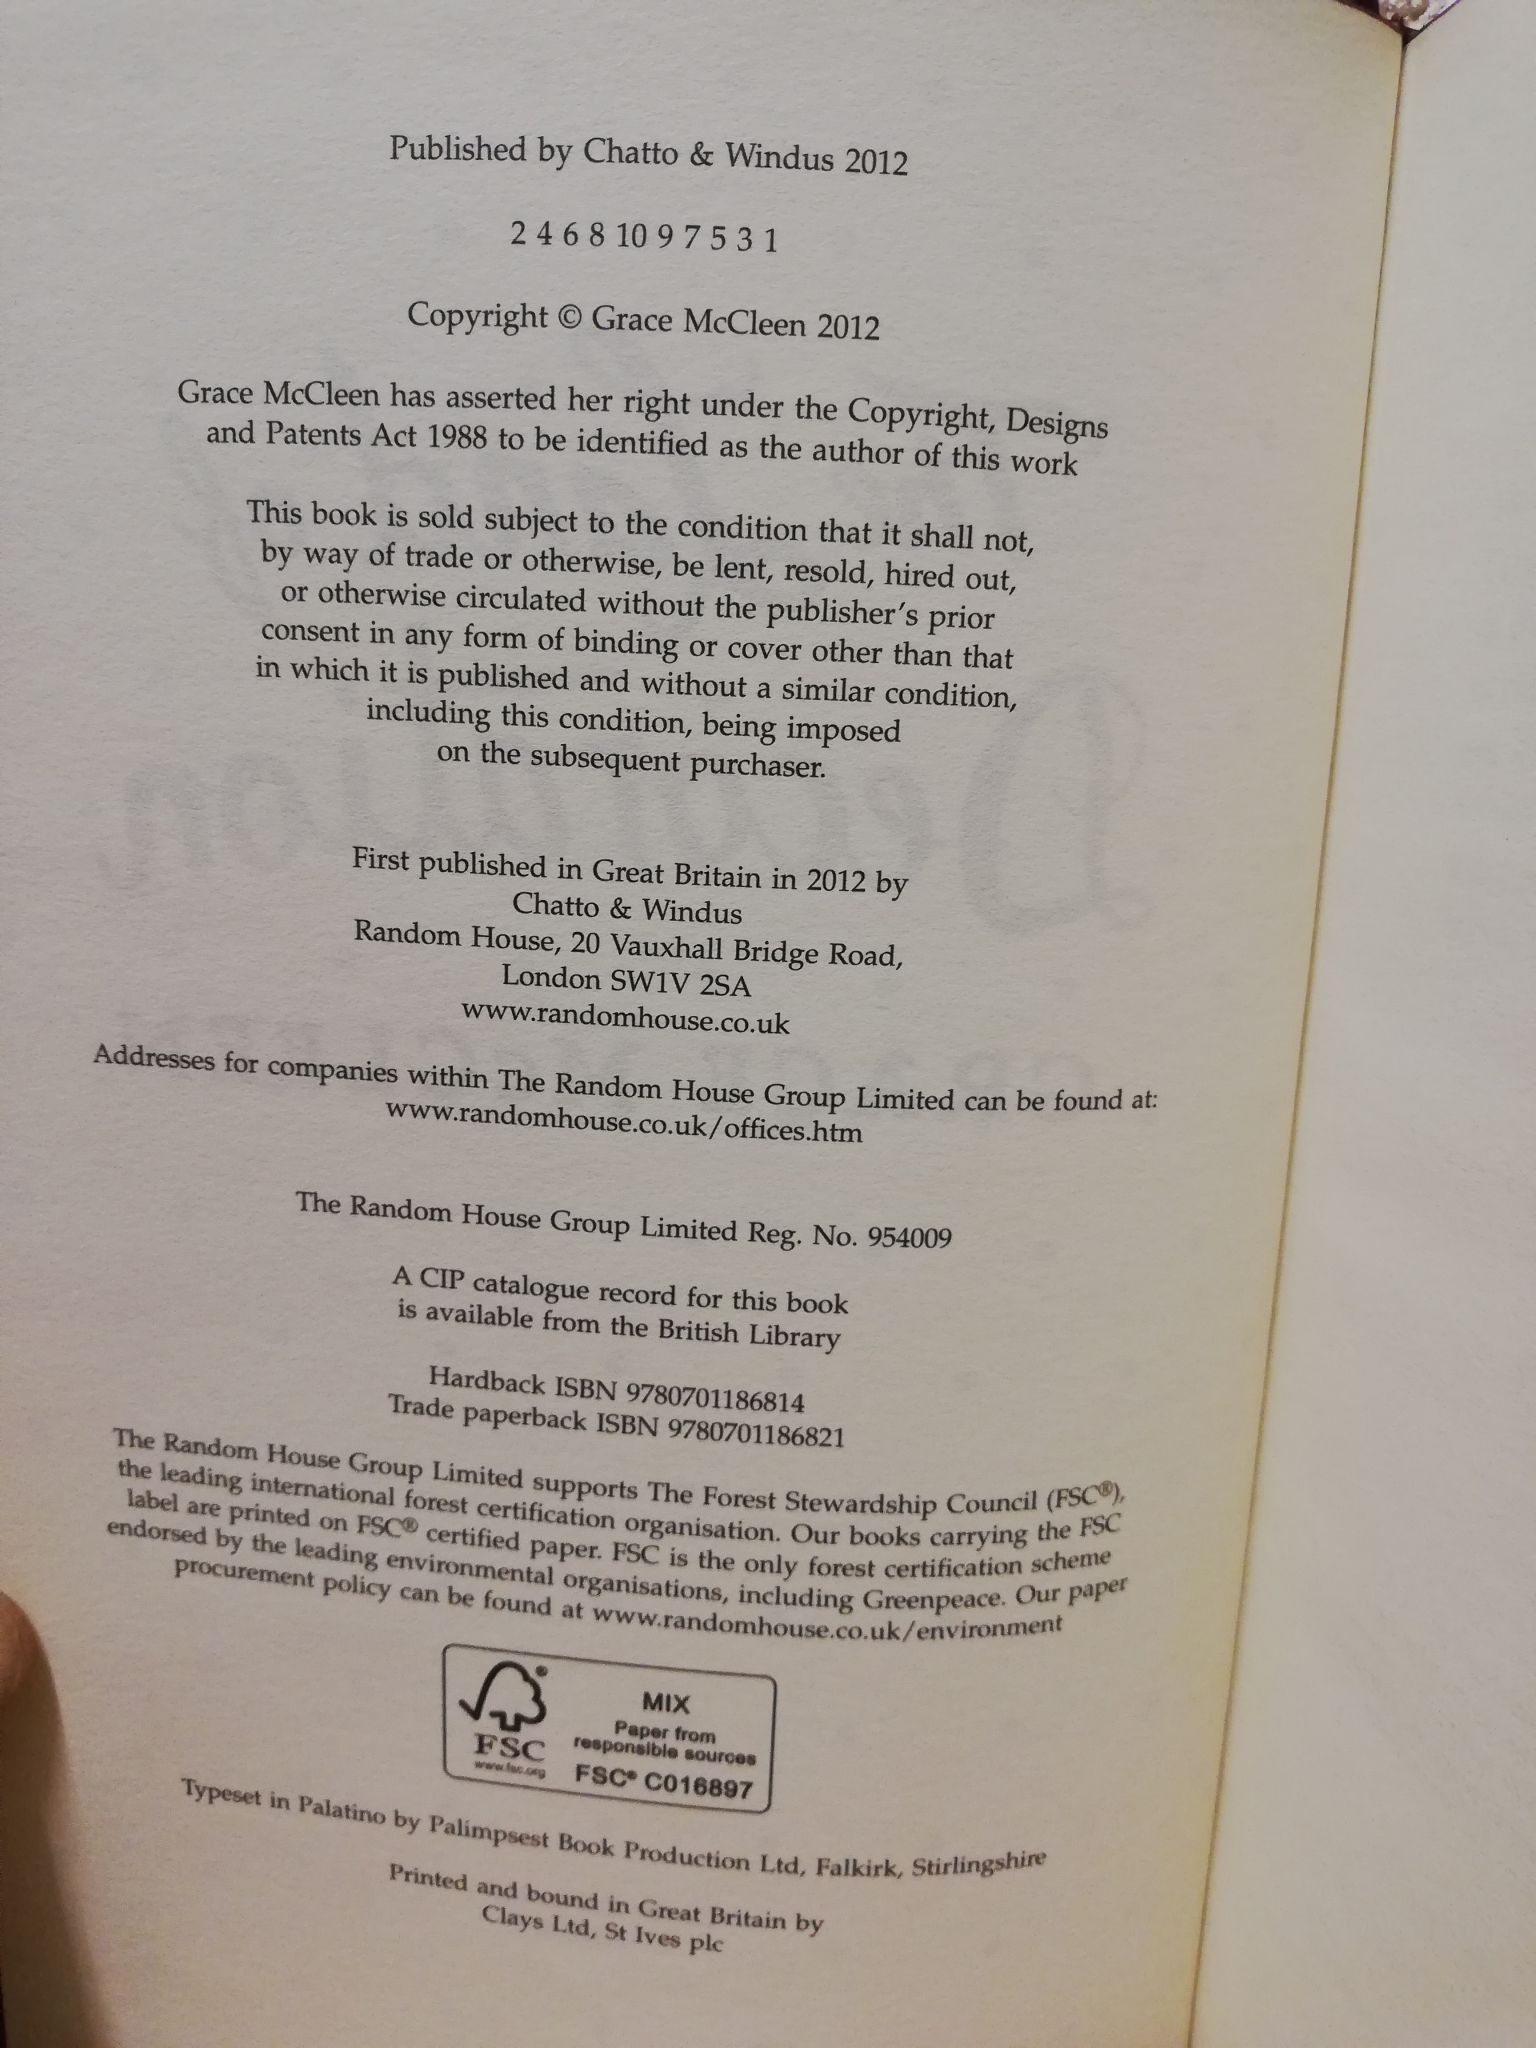 Published by Chatto & Windus 2012
2 4 6 8 10 9 7 5 3 1
Copyright © Grace McCleen 2012
Grace McCleen has asserted her right under the Copyright, Designs
and Patents Act 1988 to be identified as the author of this work
This book is sold subject to the condition that it shall not,
by way of trade or otherwise, be lent, resold, hired out,
or otherwise circulated without the publisher's prior
consent in any form of binding or cover other than that
in which it is published and without a similar condition,
including this condition, being imposed
on the subsequent purchaser.
First published in Great Britain in 2012 by
Chatto & Windus
Random House, 20 Vauxhall Bridge Road,
London SW1V 2SA
www.randomhouse.co.uk
Addresses for companies within The Random House Group Limited can be found at:
www.randomhouse.co.uk/offices.htm
The Random House Group Limited Reg. No. 954009
A CIP catalogue record for this book
is available from the British Library
Hardback ISBN 9780701186814
Trade paperback ISBN 9780701186821
The Random House Group Limited supports The Forest Stewardship Council (FSC®),
the leading international forest certification organisation. Our books carrying the FSC
label are printed on FSC® certified paper. FSC is the only forest certification scheme
endorsed by the leading environmental organisations, including Greenpeace. Our paper
procurement policy can be found at www.randomhouse.co.uk/environment
FSC
www.fsc.org
MIX
Paper from
responsible sources
FSC® C016897
Typeset in Palatino by Palimpsest Book Production Ltd, Falkirk, Stirlingshire
Printed and bound in Great Britain by
Clays Ltd, St Ives plc